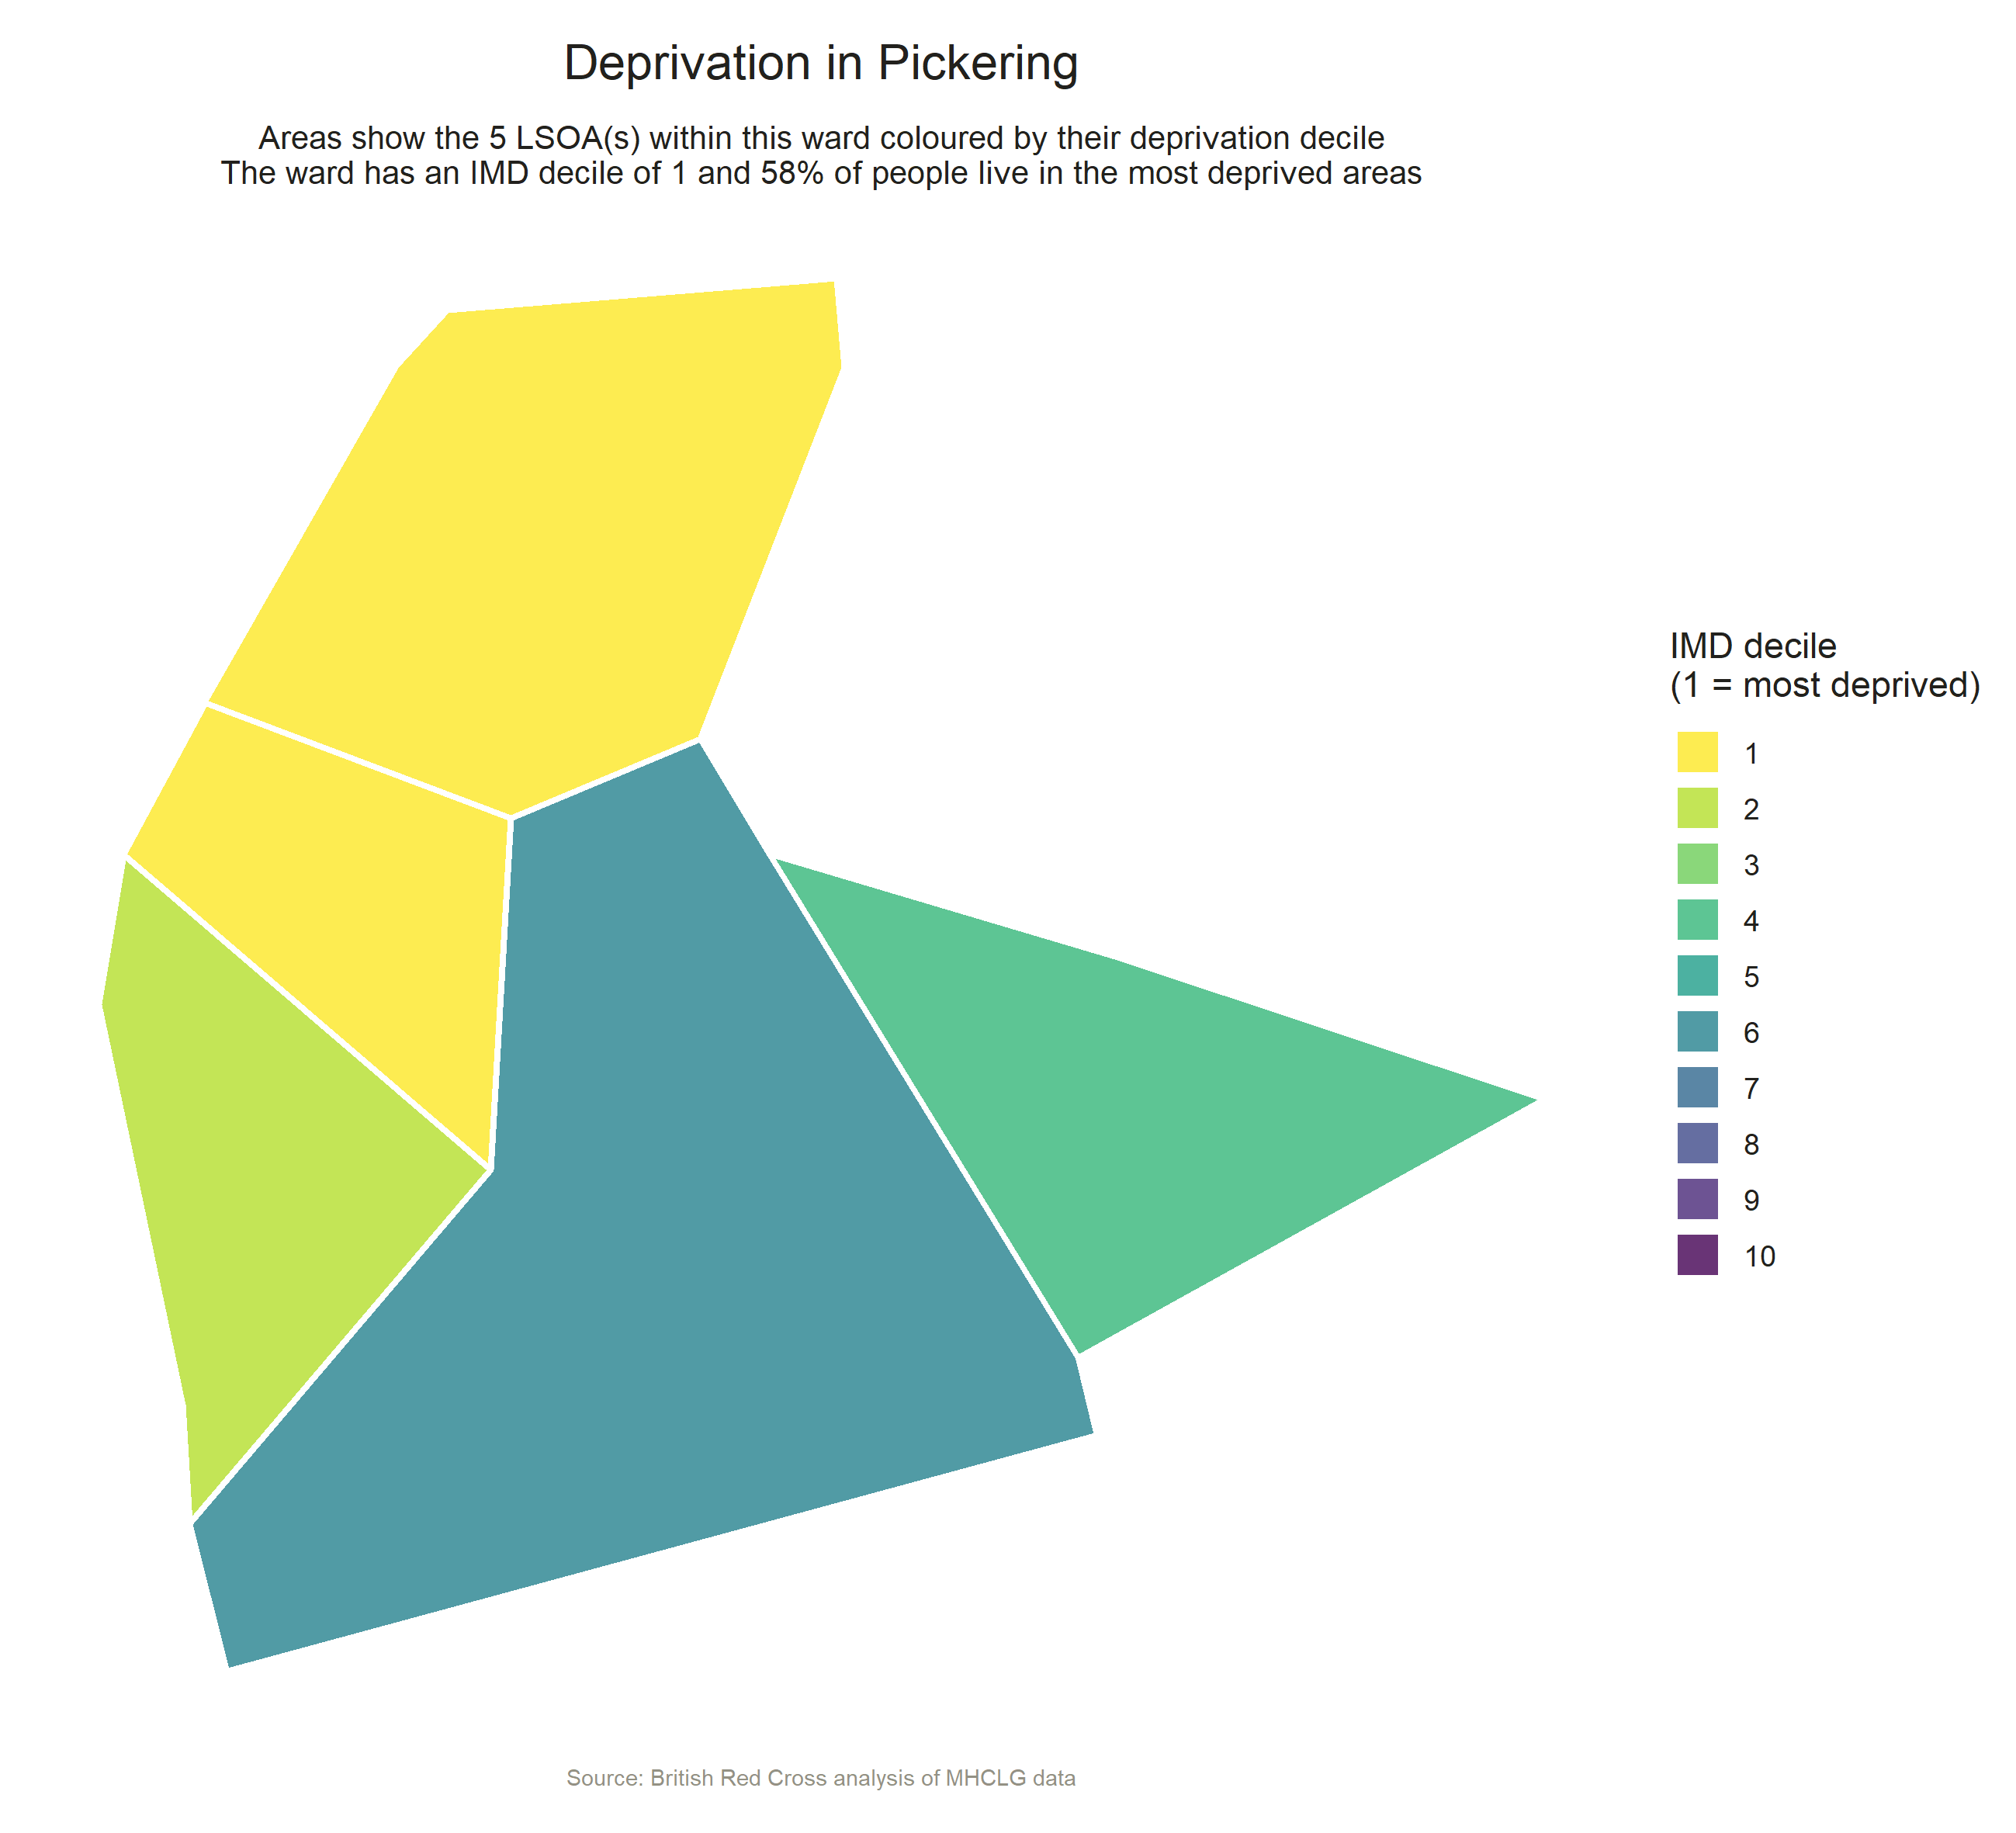 Deprivation in Pickering
Areas show the 5 LSOA(s) within this ward coloured by their deprivation decile
The ward has an IMD decile of 1 and 58% of people live in the most deprived areas
IMD decile
(1 = most deprived)
1
2
3
4
5
6
7
8
9
10
Source: British Red Cross analysis of MHCLG data